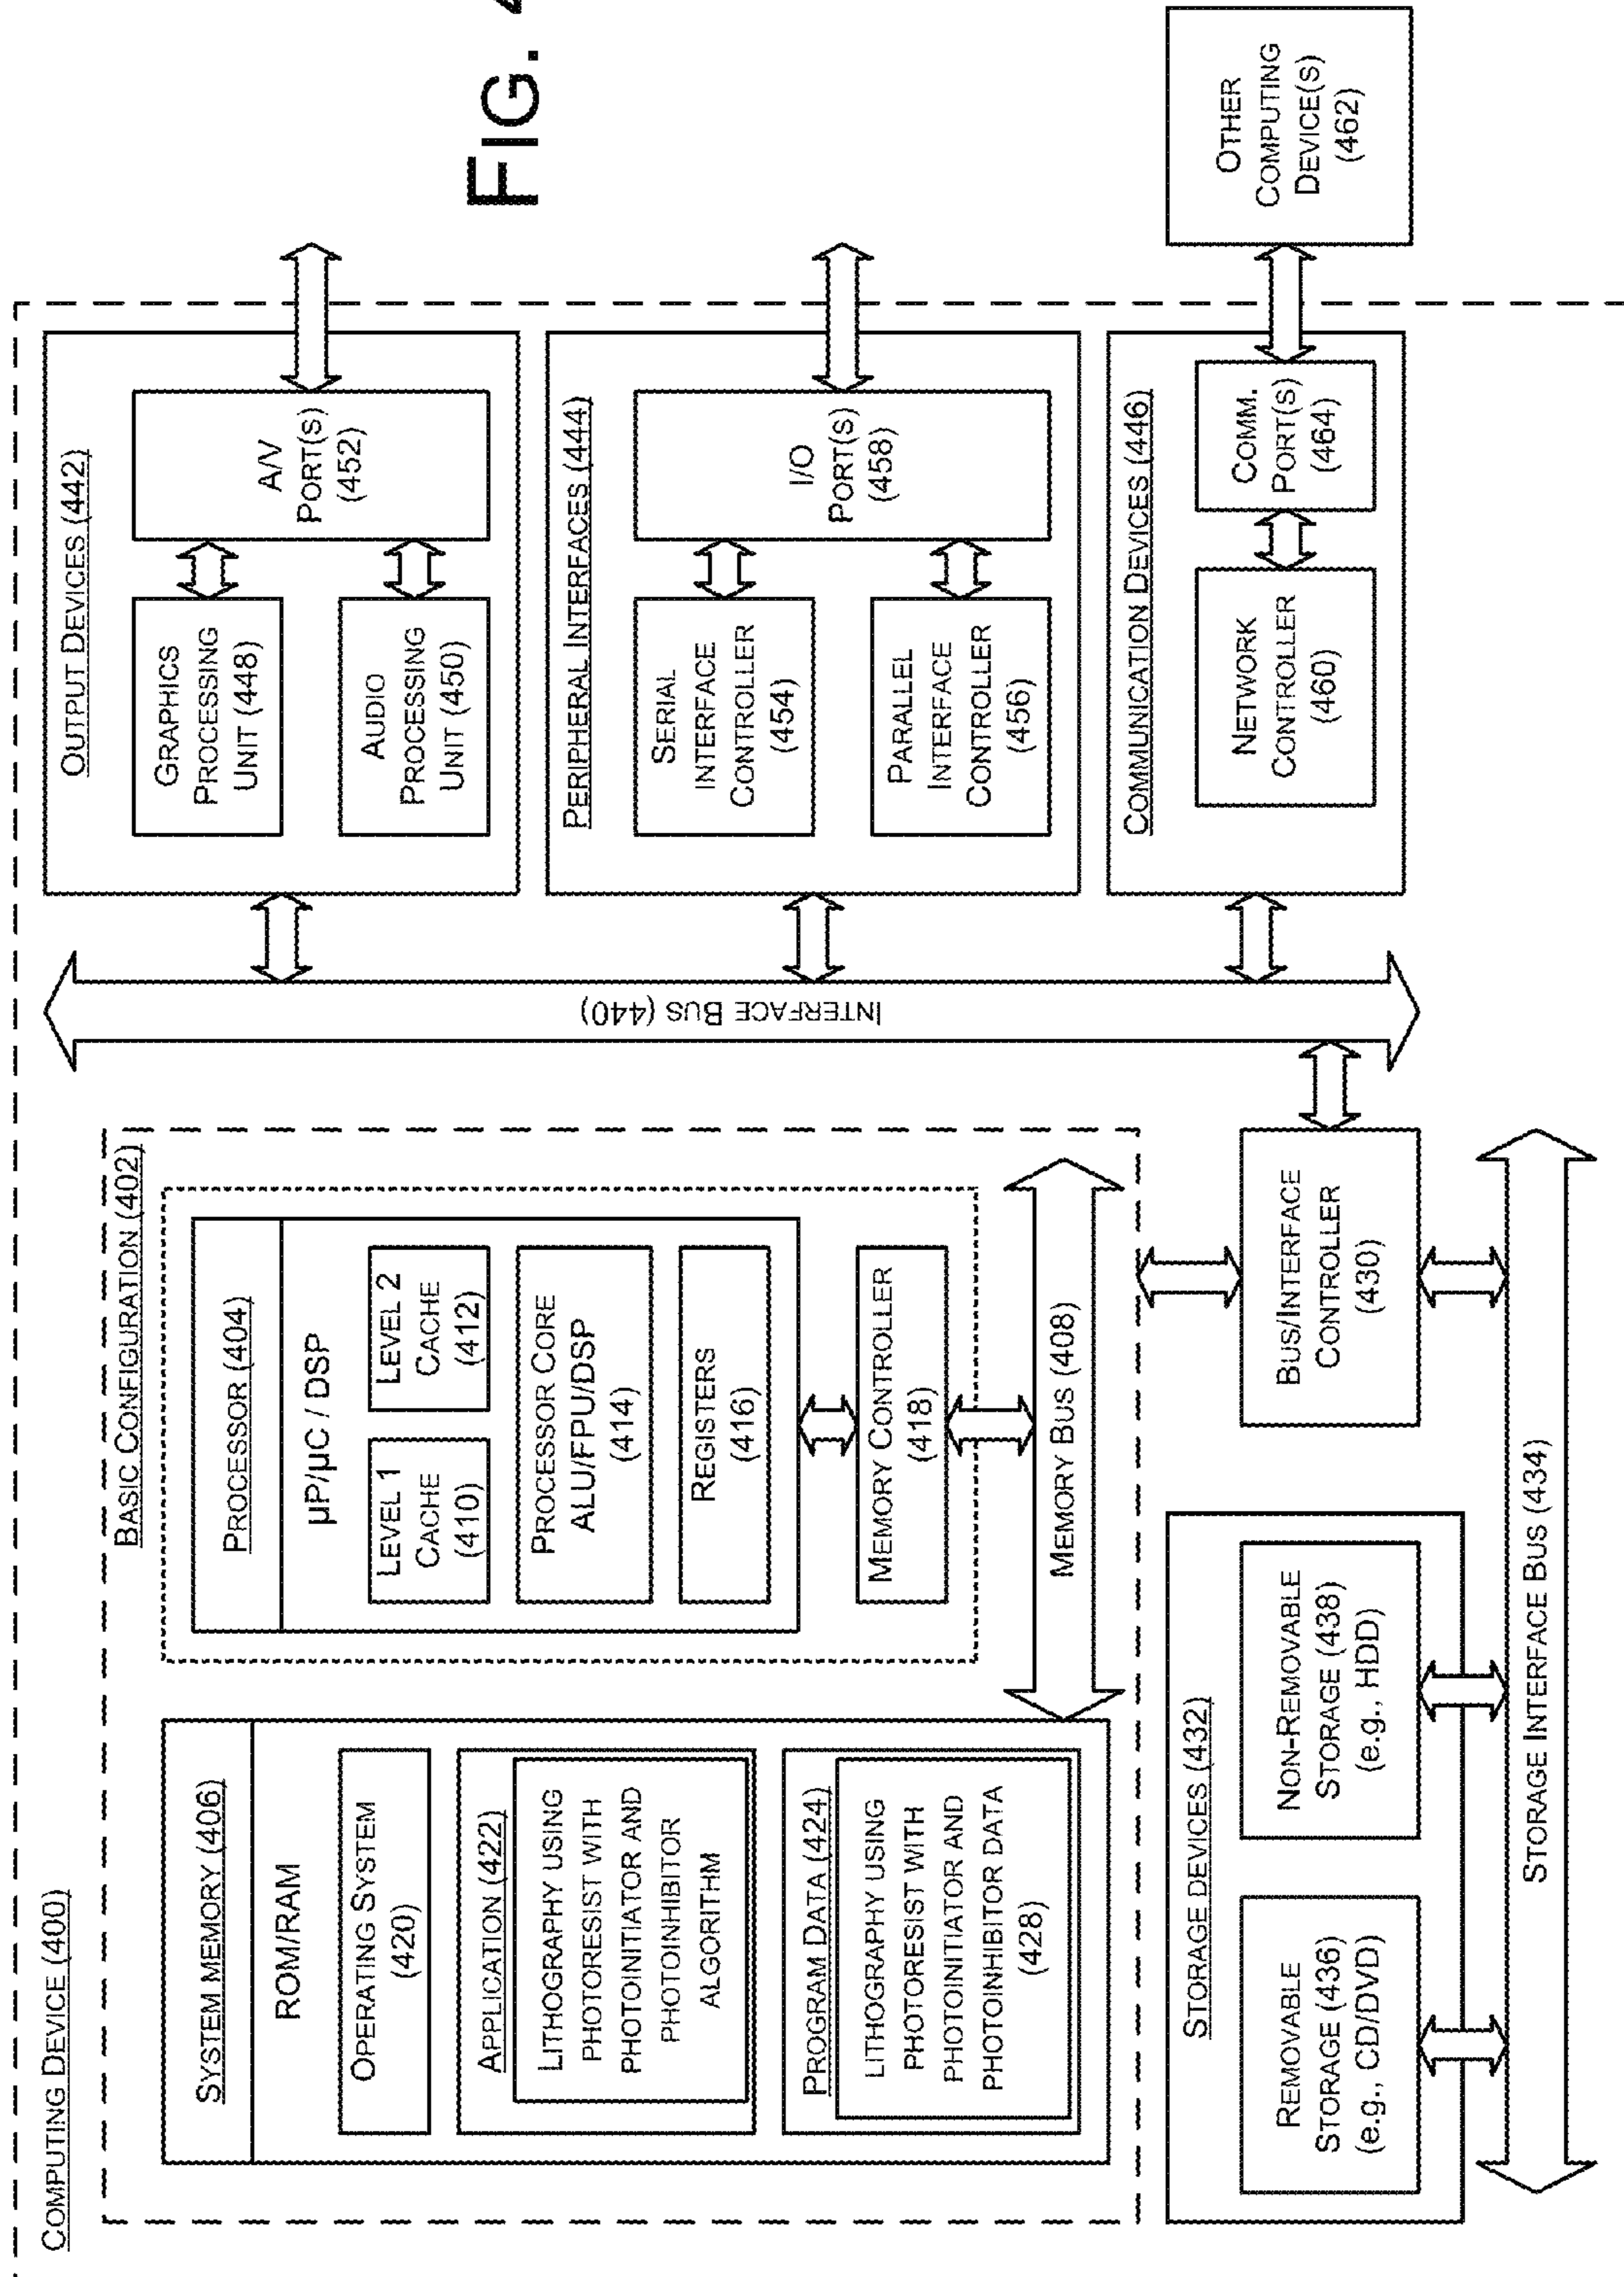 COMPUTING DEVICE (400)
BASIC CONFIGURATION (402)
SYSTEM MEMORY (406)
ROM/RAM
OPERATING SYSTEM
(420)
APPLICATION (422)
LITHOGRAPHY USING
PHOTORESIST WITH
PHOTOINITIATOR AND
PHOTOINHIBITOR
ALGORITHM
PROGRAM DATA (424)
LITHOGRAPHY USING
PHOTORESIST WITH
PHOTOINITIATOR AND
PHOTOINHIBITOR DATA
(428)
PROCESSOR (404)
µP/µC / DSP
LEVEL 1
CACHE
(410)
LEVEL 2
CACHE
(412)
PROCESSOR CORE
ALU/FPU/DSP
(414)
REGISTERS
(416)
MEMORY CONTROLLER
(418)
MEMORY BUS (408)
BUS/INTERFACE
CONTROLLER
(430)
STORAGE DEVICES (432)
REMOVABLE
STORAGE (436)
(e.g., CD/DVD)
NON-REMOVABLE
STORAGE (438)
(e.g., HDD)
STORAGE INTERFACE BUS (434)
INTERFACE BUS (440)
OUTPUT DEVICES (442)
GRAPHICS
PROCESSING
UNIT (448)
AUDIO
PROCESSING
UNIT (450)
A/V
PORT(S)
(452)
PERIPHERAL INTERFACES (444)
SERIAL
INTERFACE
CONTROLLER
(454)
PARALLEL
INTERFACE
CONTROLLER
(456)
I/O
PORT(S)
(458)
COMMUNICATION DEVICES (446)
NETWORK
CONTROLLER
(460)
COMM.
PORT(S)
(464)
OTHER
COMPUTING
DEVICE(S)
(462)
FIG. 4